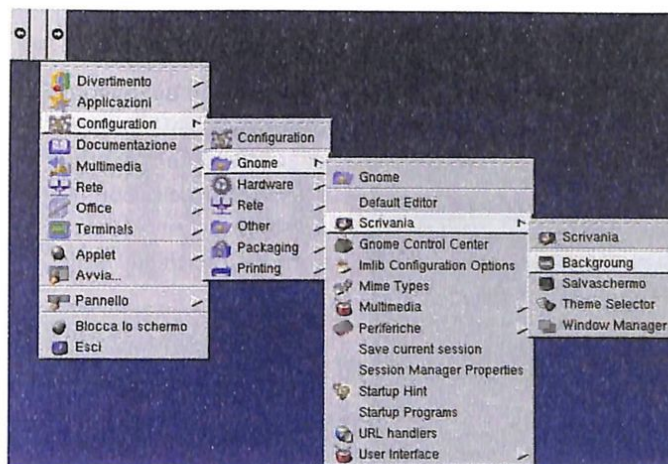 Divertimento
Applicazioni
Configuration
Documentazione
Multimedia
Rete
Office
Terminals
Applet
Avvia...
Pannello
Blocca lo schermo
Esci
Configuration
Gnome
Hardware
Rete
Other
Packaging
Printing
Gnome
Default Editor
Scrivania
Gnome Control Center
Imlib Configuration Options
Mime Types
Multimedia
Periferiche
Save current session
Session Manager Properties
Startup Hint
Startup Programs
URL handlers
User Interface
Scrivania
Backgroung
Salvaschermo
Theme Selector
Window Manager